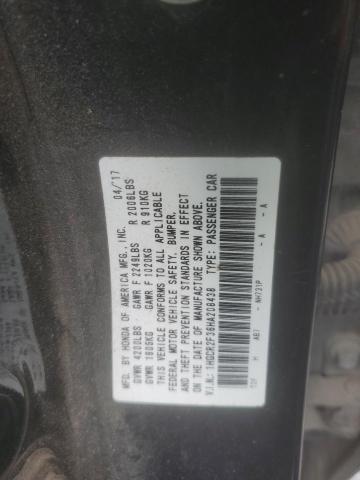 MFD. BY HONDA OF AMERICA MFG., INC. 04/17
GVWR 4200LBS GAWR F 2249LBS R 2006LBS
GVWR 1905KG GAWR F 1020KG R 910KG
THIS VEHICLE CONFORMS TO ALL APPLICABLE
FEDERAL MOTOR VEHICLE SAFETY, BUMPER,
AND THEFT PREVENTION STANDARDS IN EFFECT
ON THE DATE OF MANUFACTURE SHOWN ABOVE.
V.I.N.: 1HGCR2F36HA208438 TYPE: PASSENGER CAR
H AB7 NH731P - A - A